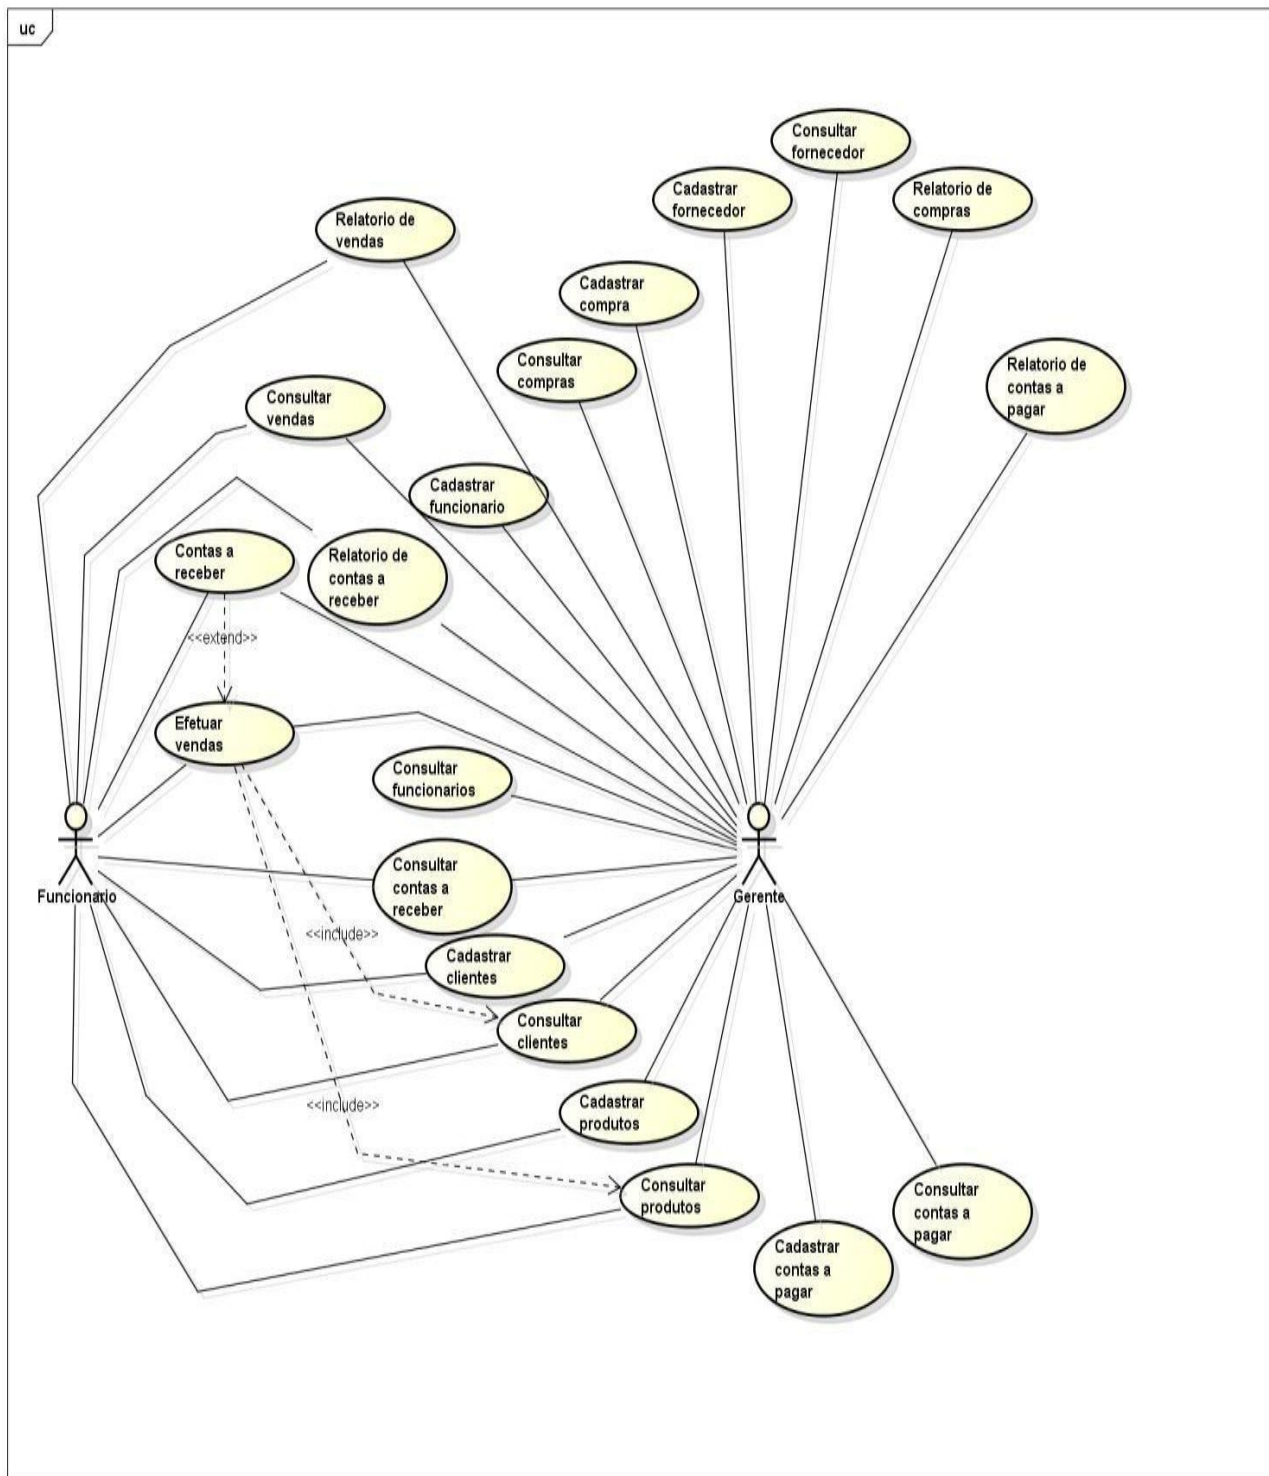 uc
Consultar
fornecedor
Cadastrar
fornecedor
Relatorio de
compras
Relatorio de
vendas
Cadastrar
compra
Consultar
compras
Relatorio de
contas a
pagar
Consultar
vendas
Cadastrar
funcionario
Contas a
receber
Relatorio de
contas a
receber
<<extend>>
Efetuar
vendas
Consultar
funcionarios
Consultar
contas a
receber
Funcionario
Gerente
<<include>>
Cadastrar
clientes
Consultar
clientes
<<include>>
Cadastrar
produtos
Consultar
produtos
Consultar
contas a
pagar
Cadastrar
contas a
pagar